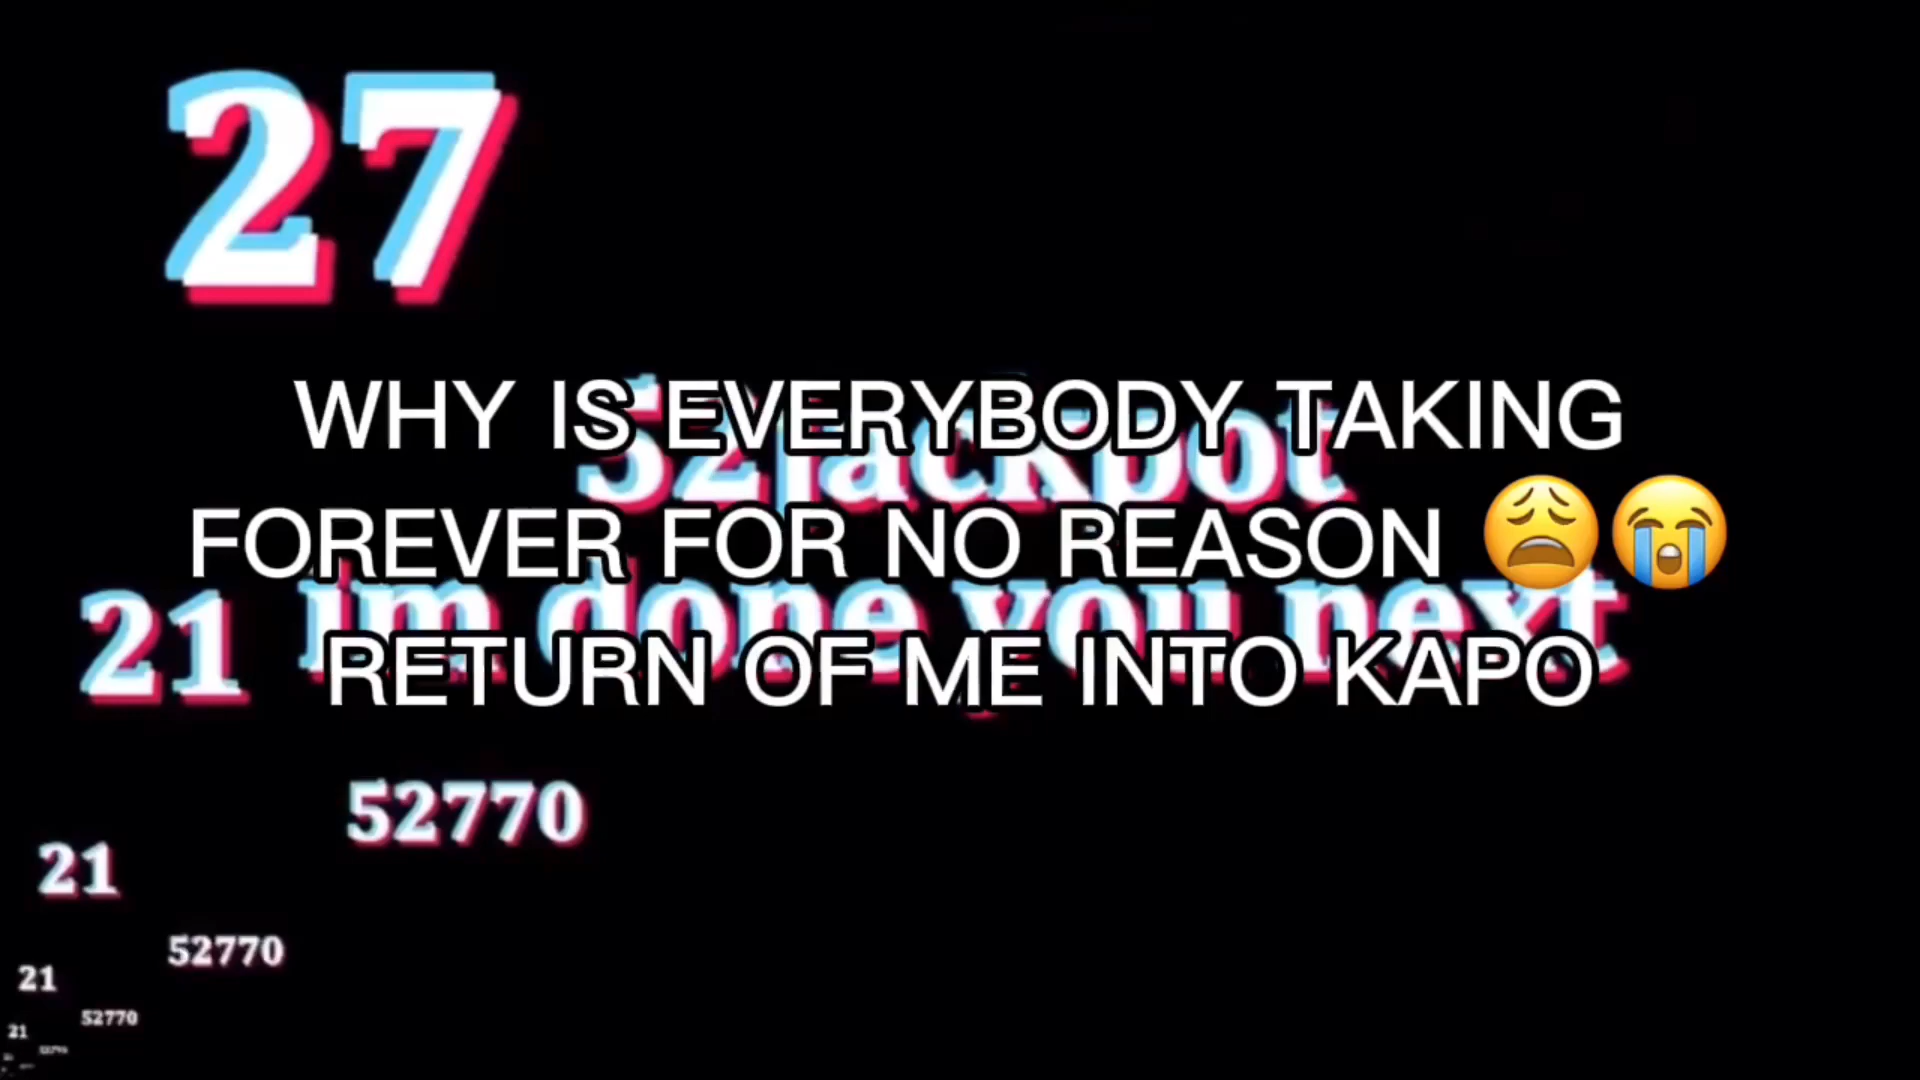 27
52 jackpot
WHY IS EVERYBODY TAKING
FOREVER FOR NO REASON 😩😭
21 im done you next
RETURN OF ME INTO KAPO
52770
21
52770
21
52770
21